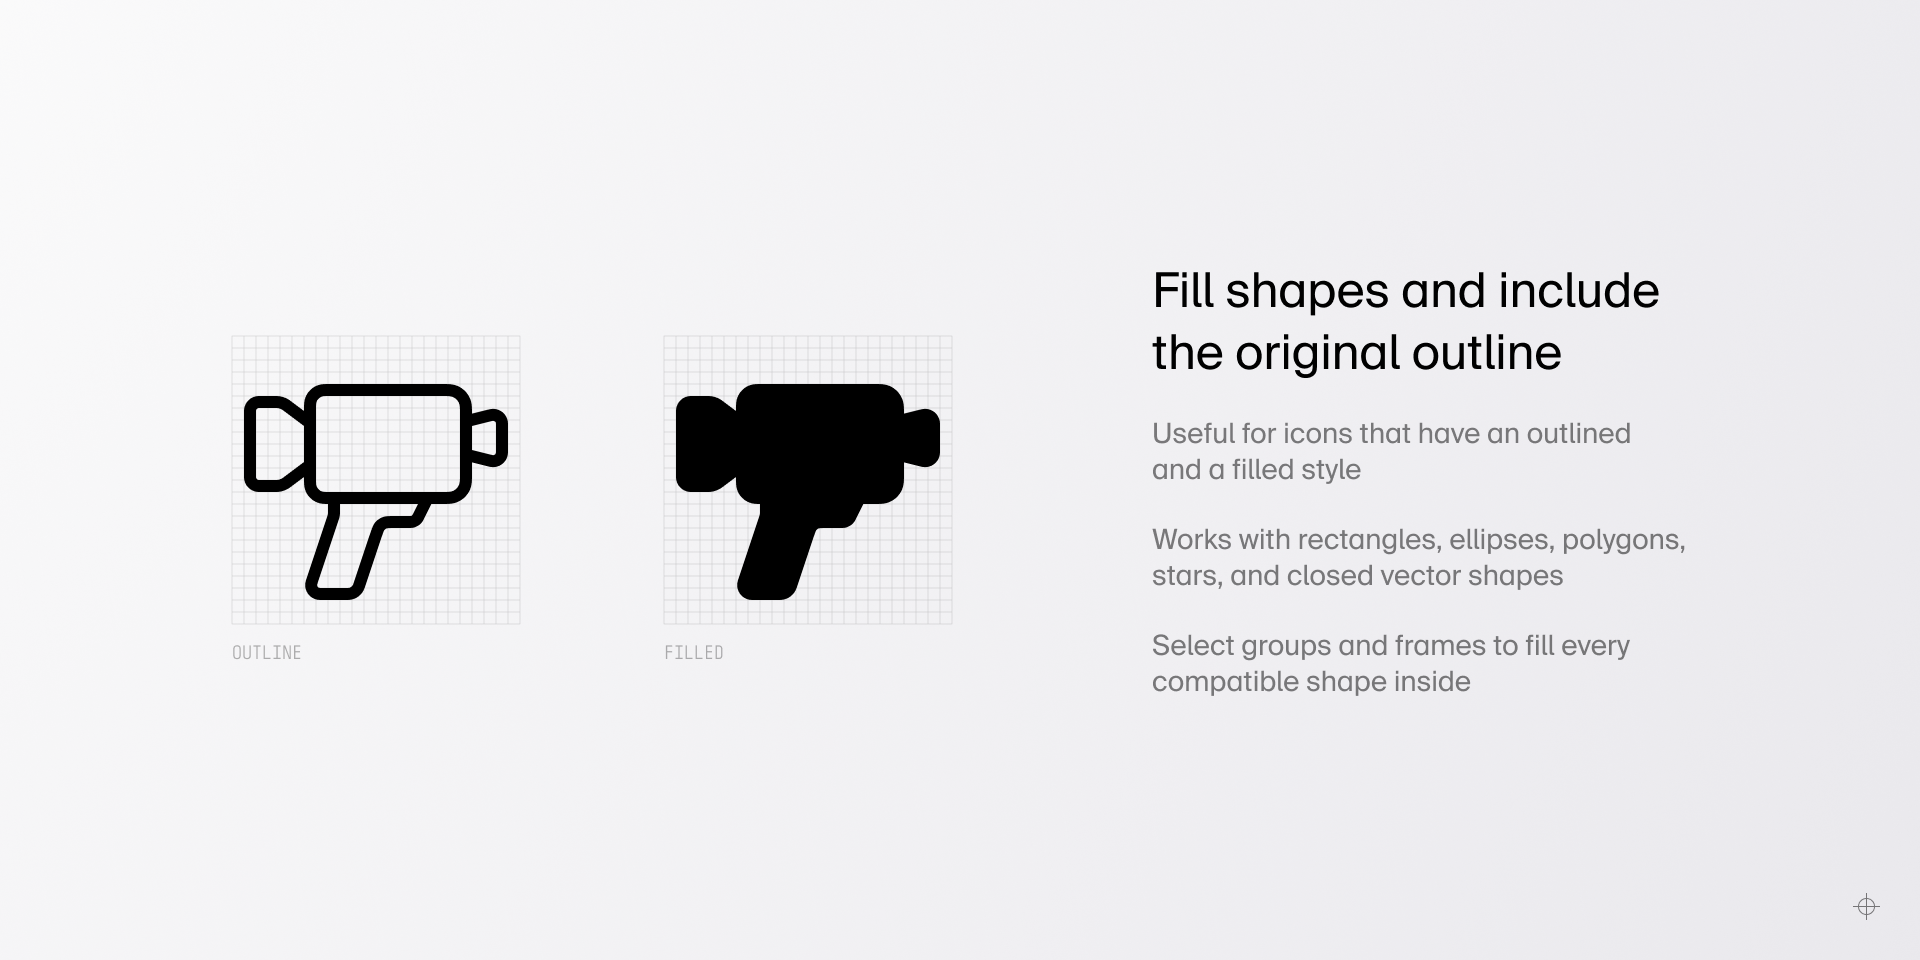 Fill shapes and include
the original outline
Useful for icons that have an outlined
and a filled style
Works with rectangles, ellipses, polygons,
stars, and closed vector shapes
Select groups and frames to fill every
compatible shape inside
OUTLINE
FILLED